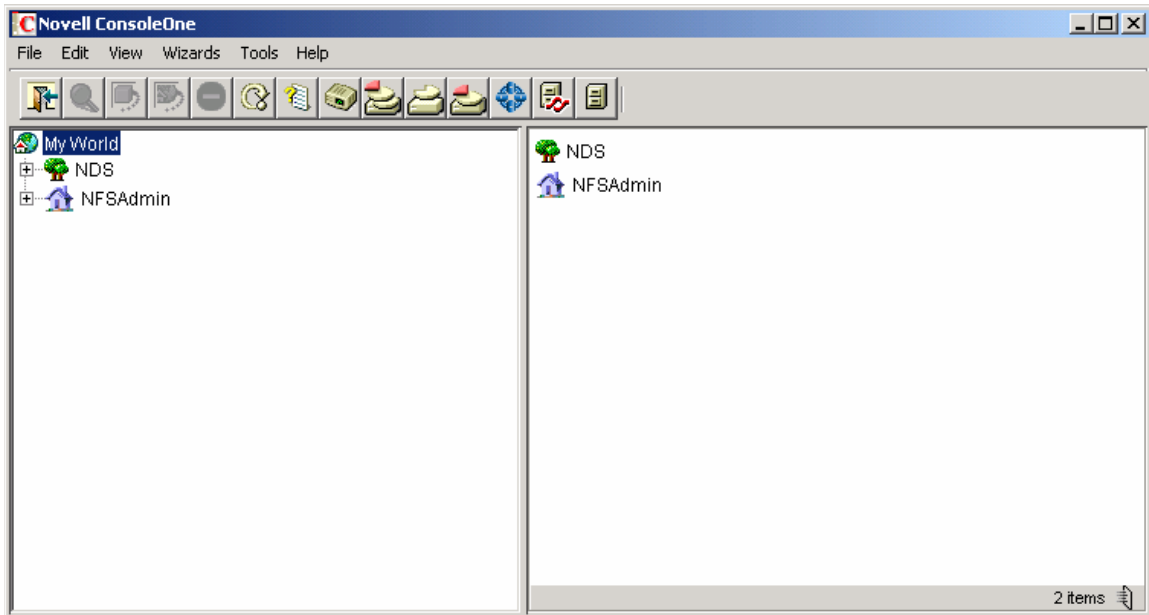 Novell ConsoleOne
File Edit View Wizards Tools Help
My World
NDS
NFSAdmin
NDS
NFSAdmin
2 items